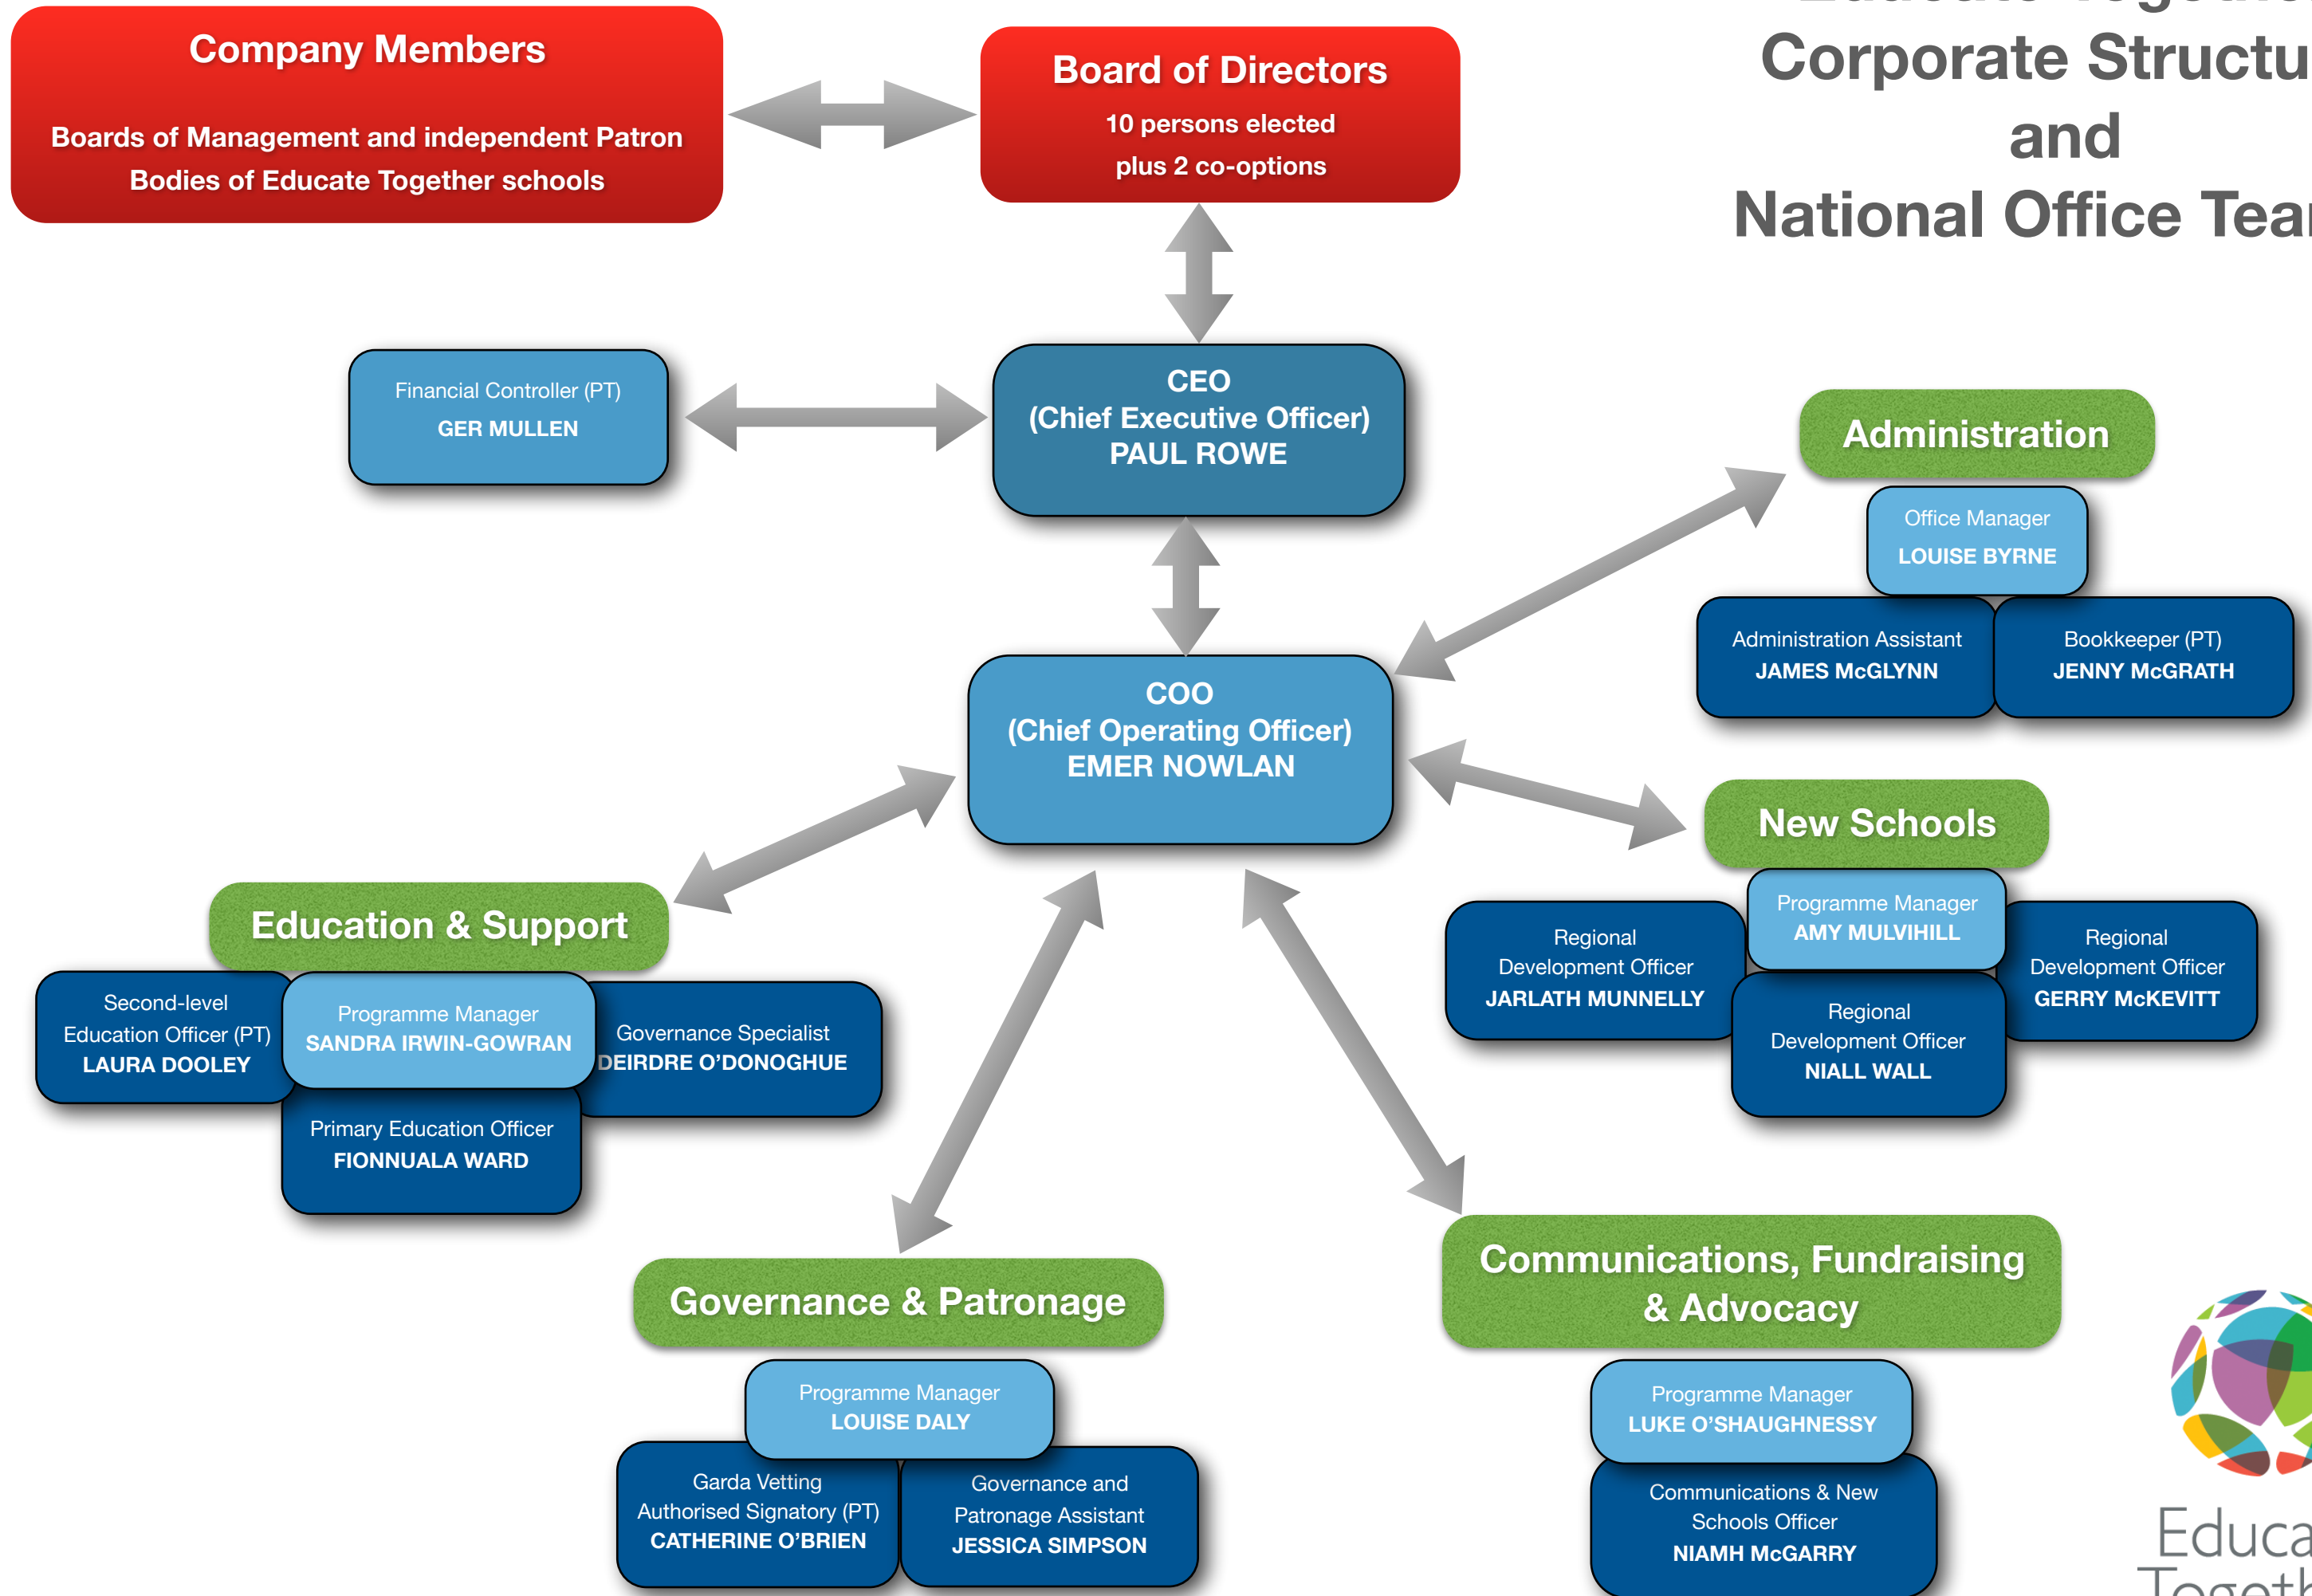 Educate Togethe
Corporate Structu
and
National Office Tea
Company Members
Boards of Management and independent Patron
Bodies of Educate Together schools
Board of Directors
10 persons elected
plus 2 co-options
Financial Controller (PT)
GER MULLEN
CEO
(Chief Executive Officer)
PAUL ROWE
Administration
Office Manager
LOUISE BYRNE
Administration Assistant
JAMES McGLYNN
Bookkeeper (PT)
JENNY McGRATH
COO
(Chief Operating Officer)
EMER NOWLAN
New Schools
Programme Manager
AMY MULVIHILL
Regional
Development Officer
JARLATH MUNNELLY
Regional
Development Officer
NIALL WALL
Regional
Development Officer
GERRY McKEVITT
Education & Support
Second-level
Education Officer (PT)
LAURA DOOLEY
Programme Manager
SANDRA IRWIN-GOWRAN
Governance Specialist
DEIRDRE O’DONOGHUE
Primary Education Officer
FIONNUALA WARD
Governance & Patronage
Programme Manager
LOUISE DALY
Garda Vetting
Authorised Signatory (PT)
CATHERINE O’BRIEN
Governance and
Patronage Assistant
JESSICA SIMPSON
Communications, Fundraising
& Advocacy
Programme Manager
LUKE O’SHAUGHNESSY
Communications & New
Schools Officer
NIAMH McGARRY
Educa
Togeth